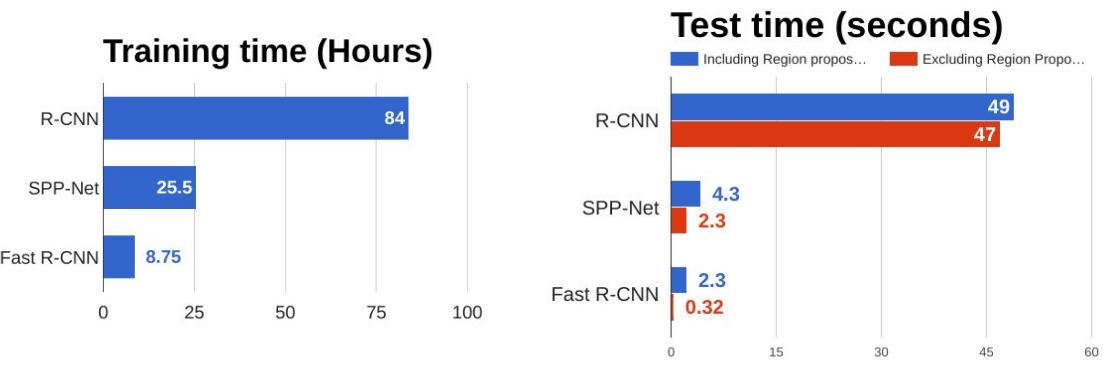 Training time (Hours)
R-CNN
84
SPP-Net
25.5
Fast R-CNN
8.75
0 25 50 75 100
Test time (seconds)
Including Region propos… Excluding Region Propo…
R-CNN
49
47
SPP-Net
4.3
2.3
Fast R-CNN
2.3
0.32
0 15 30 45 60